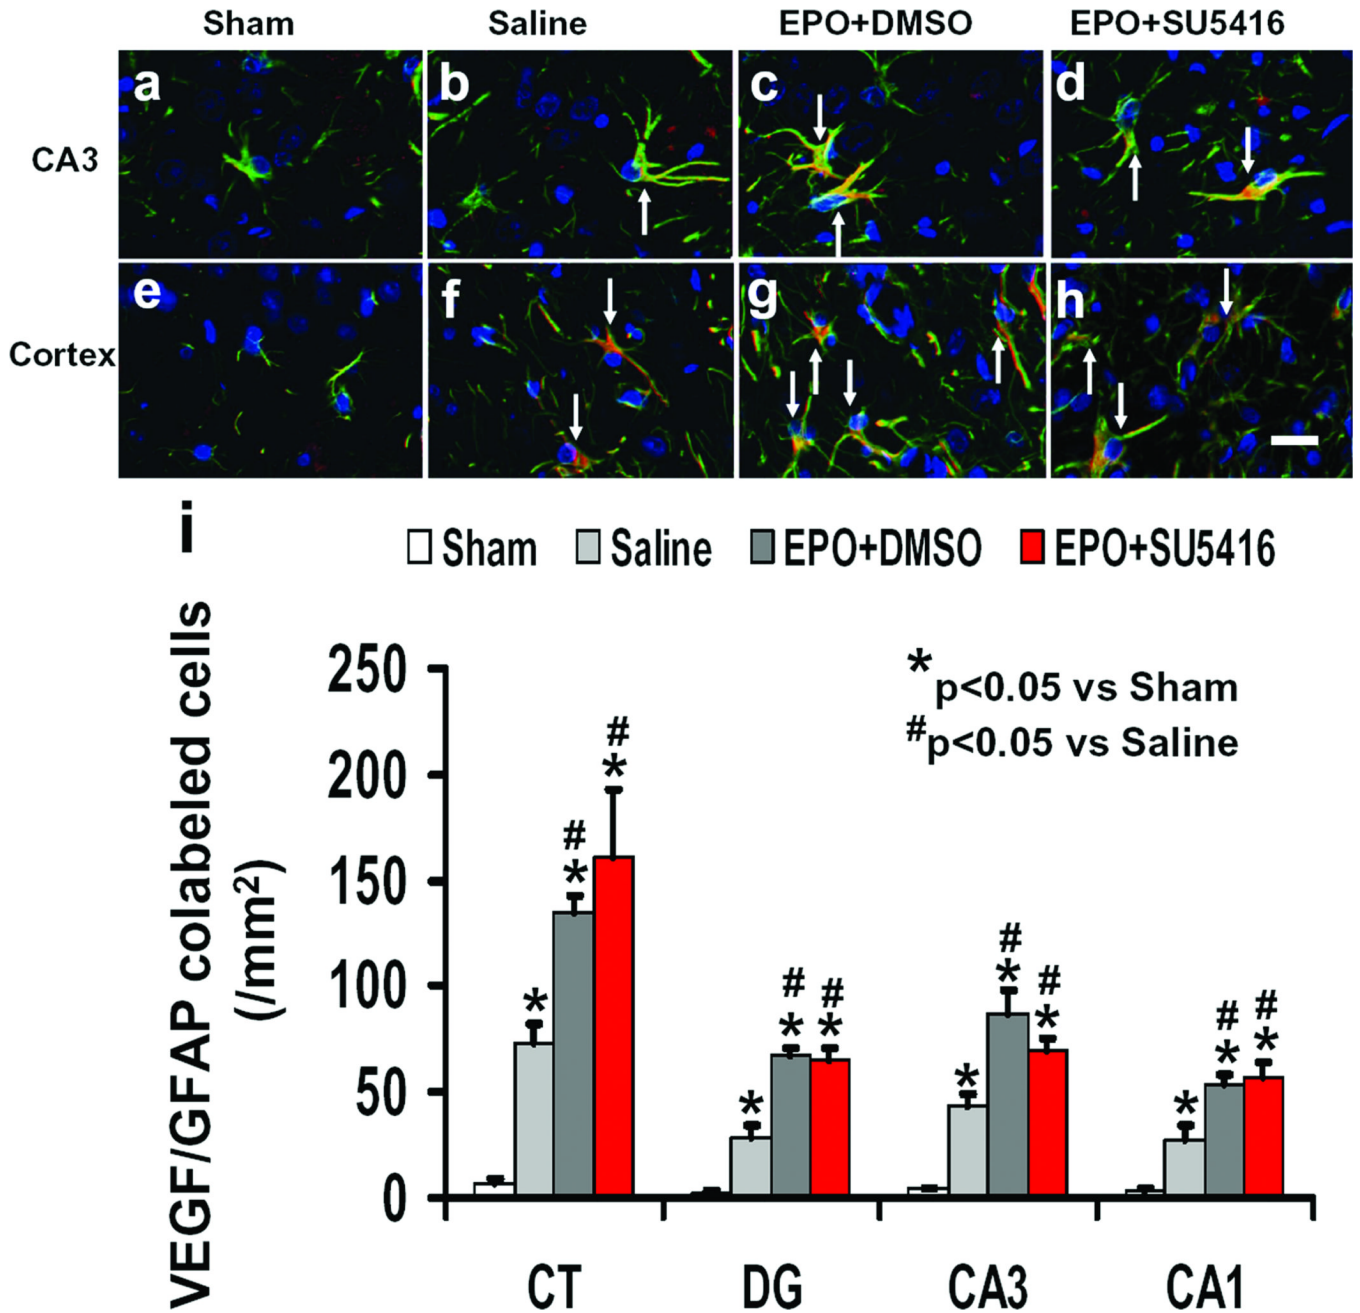 Sham Saline EPO+DMSO EPO+SU5416
a b c d
CA3
e f g h
Cortex
i
Sham Saline EPO+DMSO EPO+SU5416
VEGF/GFAP colabeled cells
(/mm²)
250
200
150
100
50
0
*p<0.05 vs Sham
#p<0.05 vs Saline
# # # # # # # #
* * * * * * * * * * * *
CT DG CA3 CA1